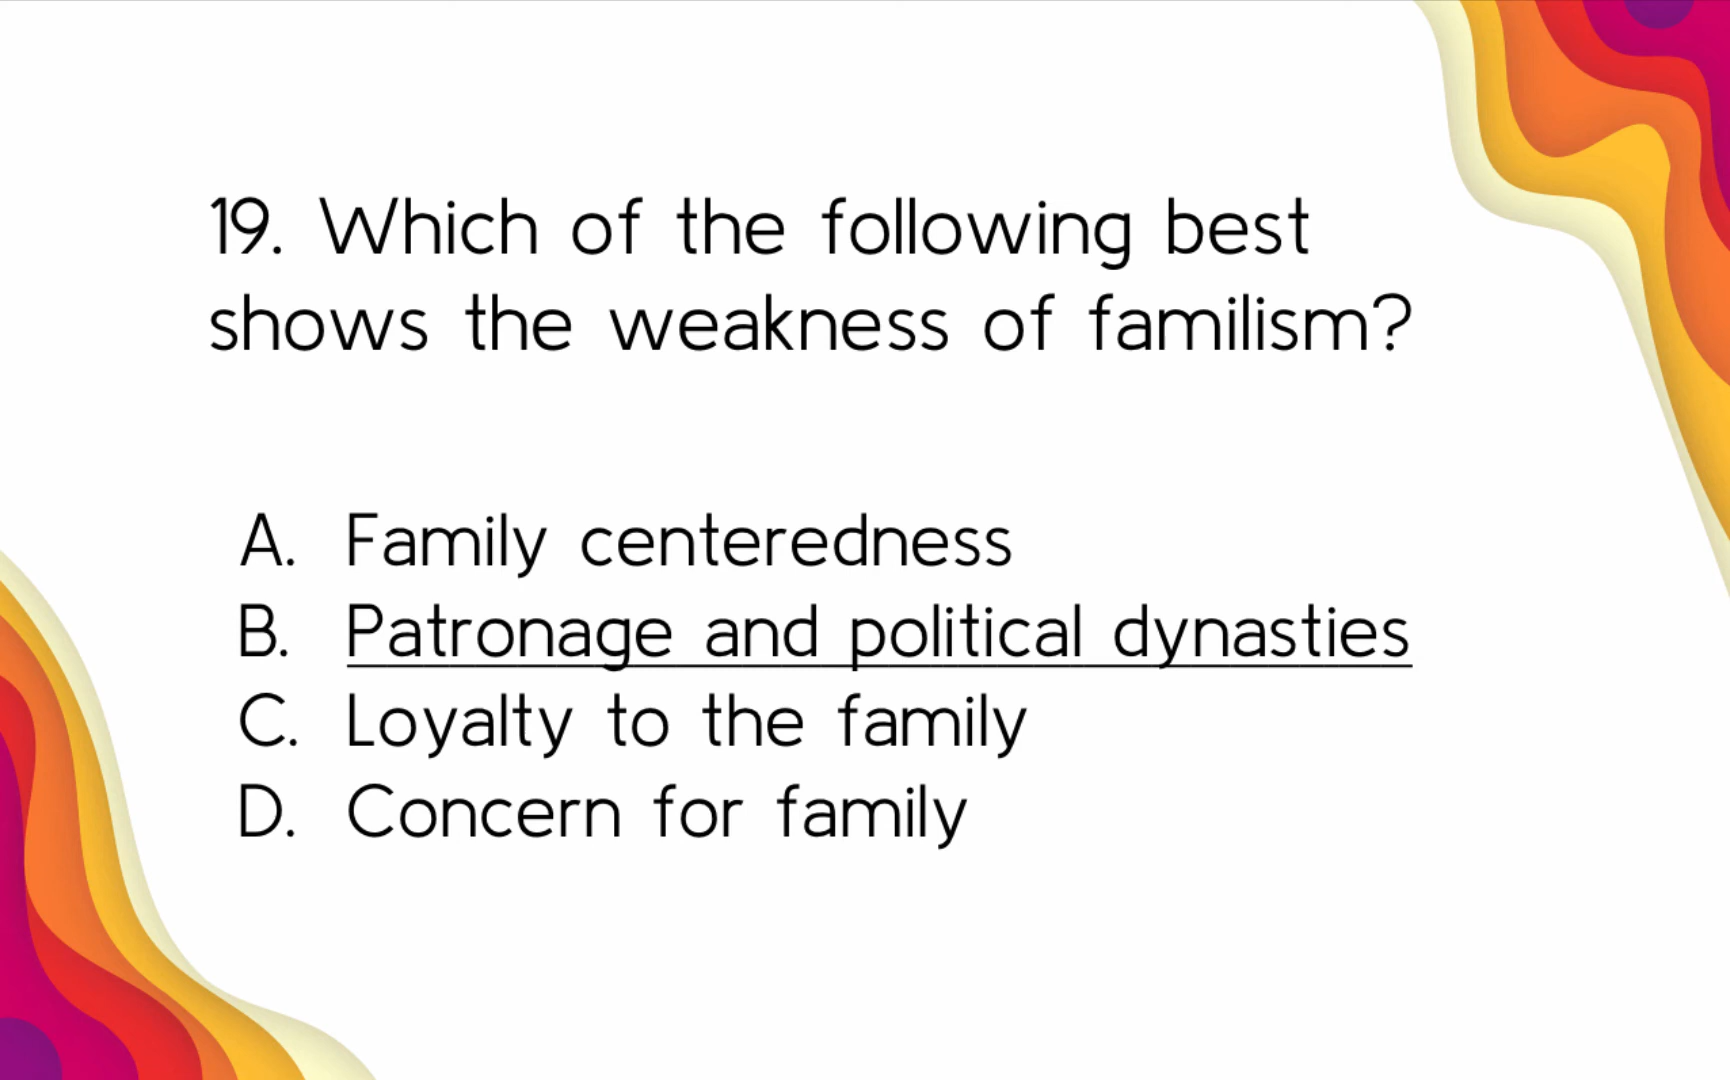 19. Which of the following best
shows the weakness of familism?
A. Family centeredness
B. Patronage and political dynasties
C. Loyalty to the family
D. Concern for family